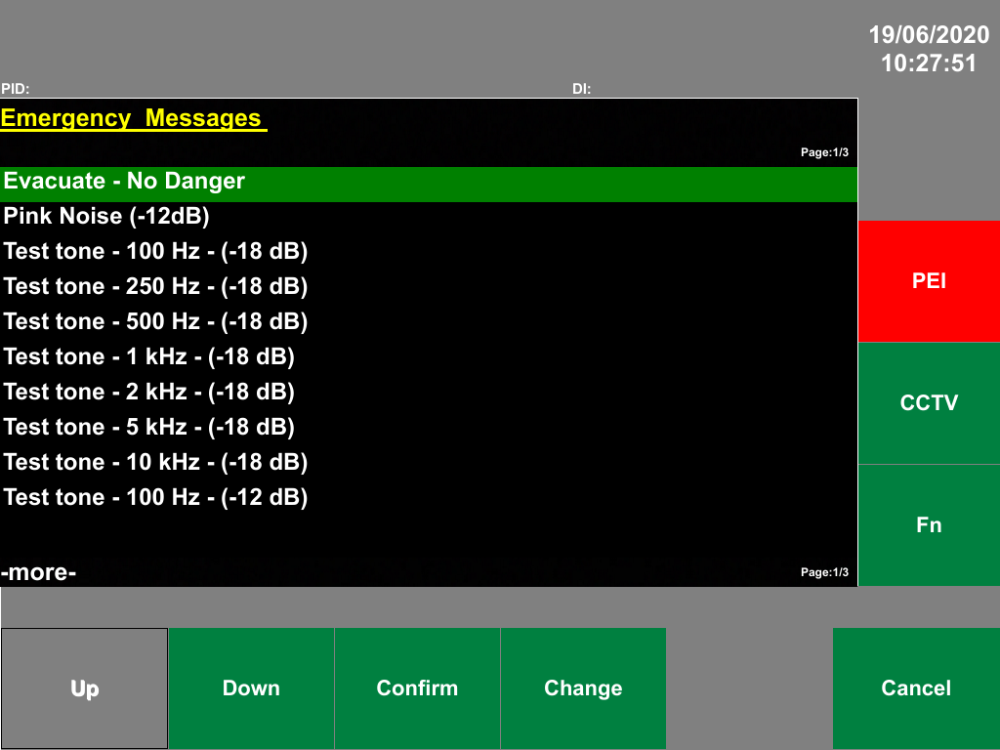 19/06/2020
10:27:51
PID:
DI:
Emergency Messages
Page:1/3
Evacuate - No Danger
Pink Noise (-12dB)
Test tone - 100 Hz - (-18 dB)
Test tone - 250 Hz - (-18 dB)
Test tone - 500 Hz - (-18 dB)
Test tone - 1 kHz - (-18 dB)
Test tone - 2 kHz - (-18 dB)
Test tone - 5 kHz - (-18 dB)
Test tone - 10 kHz - (-18 dB)
Test tone - 100 Hz - (-12 dB)
-more-
Page:1/3
PEI
CCTV
Fn
Up
Down
Confirm
Change
Cancel